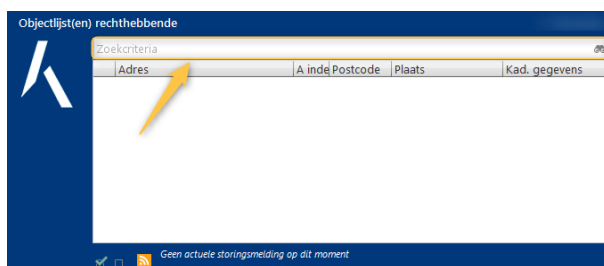 Objectlijst(en) rechthebbende
Zoekcriteria
Adres A inde Postcode Plaats Kad. gegevens
Geen actuele storingsmelding op dit moment